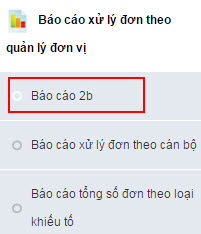 Báo cáo xử lý đơn theo
quản lý đơn vị
Báo cáo 2b
Báo cáo xử lý đơn theo cán bộ
Báo cáo tổng số đơn theo loại
khiếu tố